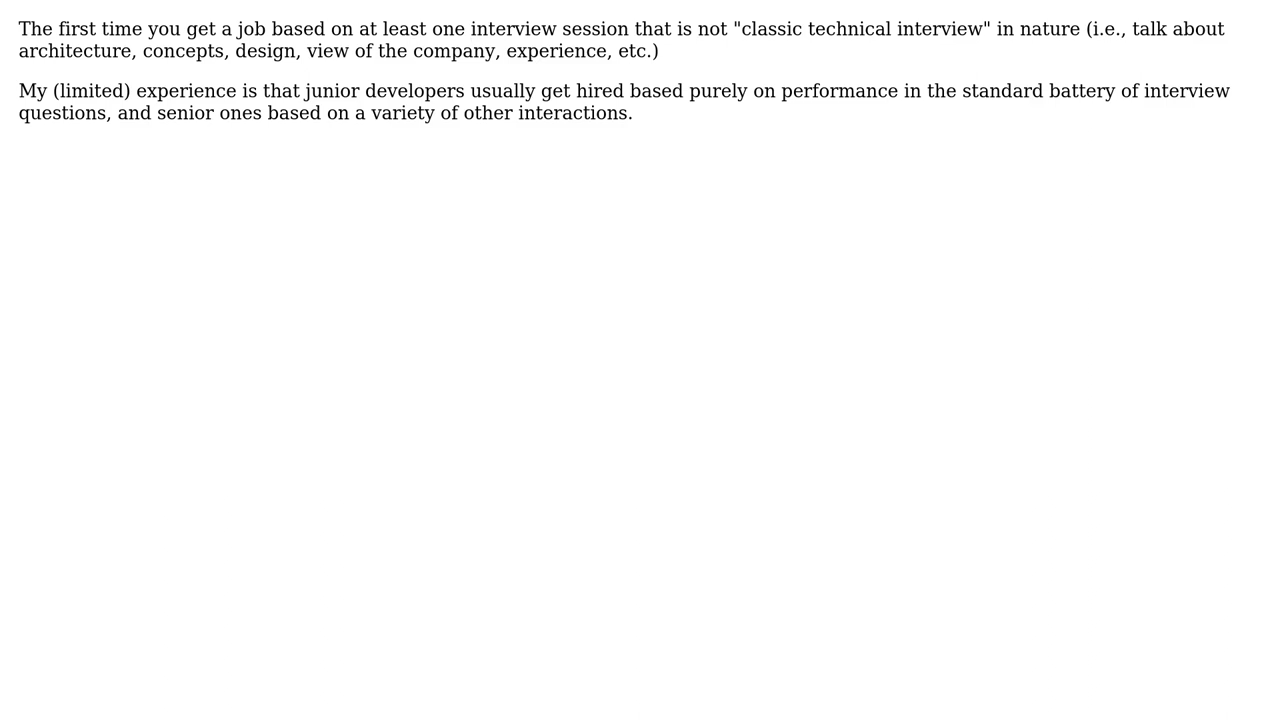 The first time you get a job based on at least one interview session that is not "classic technical interview" in nature (i.e., talk about
architecture, concepts, design, view of the company, experience, etc.)
My (limited) experience is that junior developers usually get hired based purely on performance in the standard battery of interview
questions, and senior ones based on a variety of other interactions.